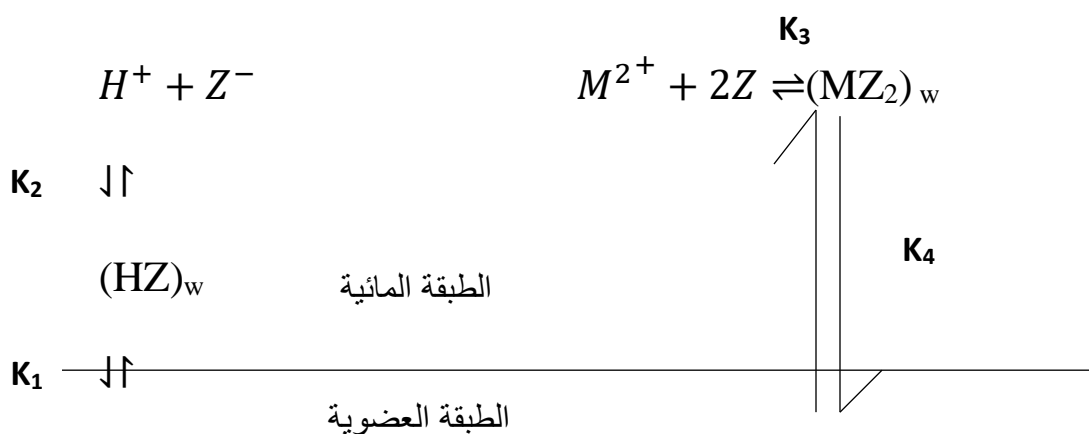 K₃
H⁺ + Z⁻ M²⁺ + 2Z ⇌(MZ₂) w
K₂ ⇃↾
(HZ)w الطبقة المائية K₄
K₁ ⇃↾
الطبقة العضوية